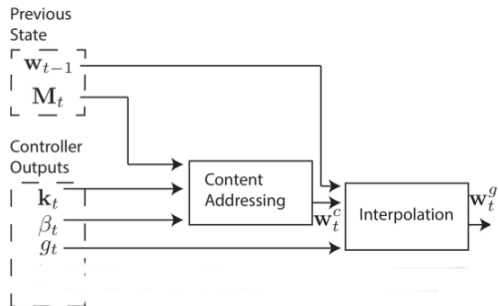 Previous
State
w_{t−1}
M_t
Controller
Outputs
k_t
β_t
g_t
Content
Addressing
w_t^c
Interpolation
w_t^g